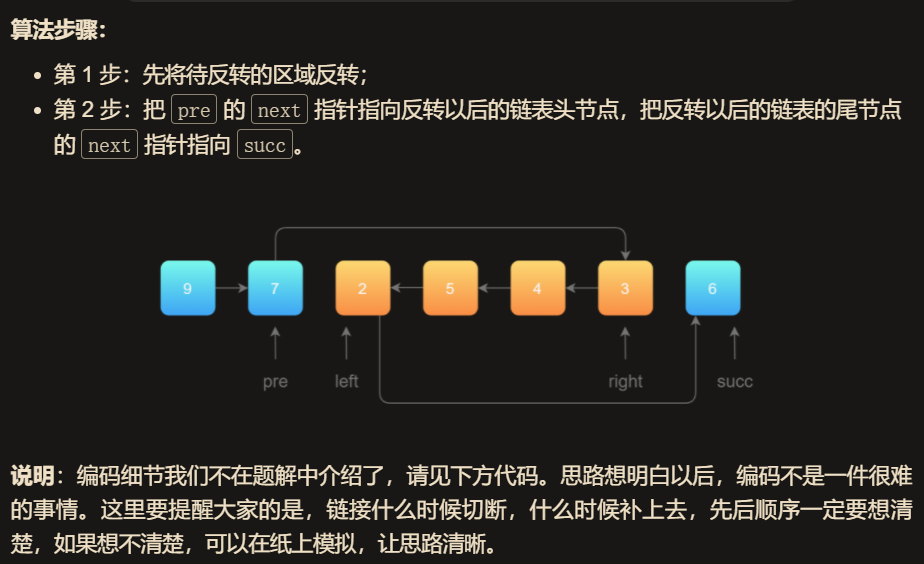 算法步骤：
• 第 1 步：先将待反转的区域反转；
• 第 2 步：把 pre 的 next 指针指向反转以后的链表头节点，把反转以后的链表的尾节点
的 next 指针指向 succ。
9 7 2 5 4 3 6
pre left right succ
说明：编码细节我们不在题解中介绍了，请见下方代码。思路想明白以后，编码不是一件很难
的事情。这里要提醒大家的是，链接什么时候切断，什么时候补上去，先后顺序一定要想清
楚，如果想不清楚，可以在纸上模拟，让思路清晰。